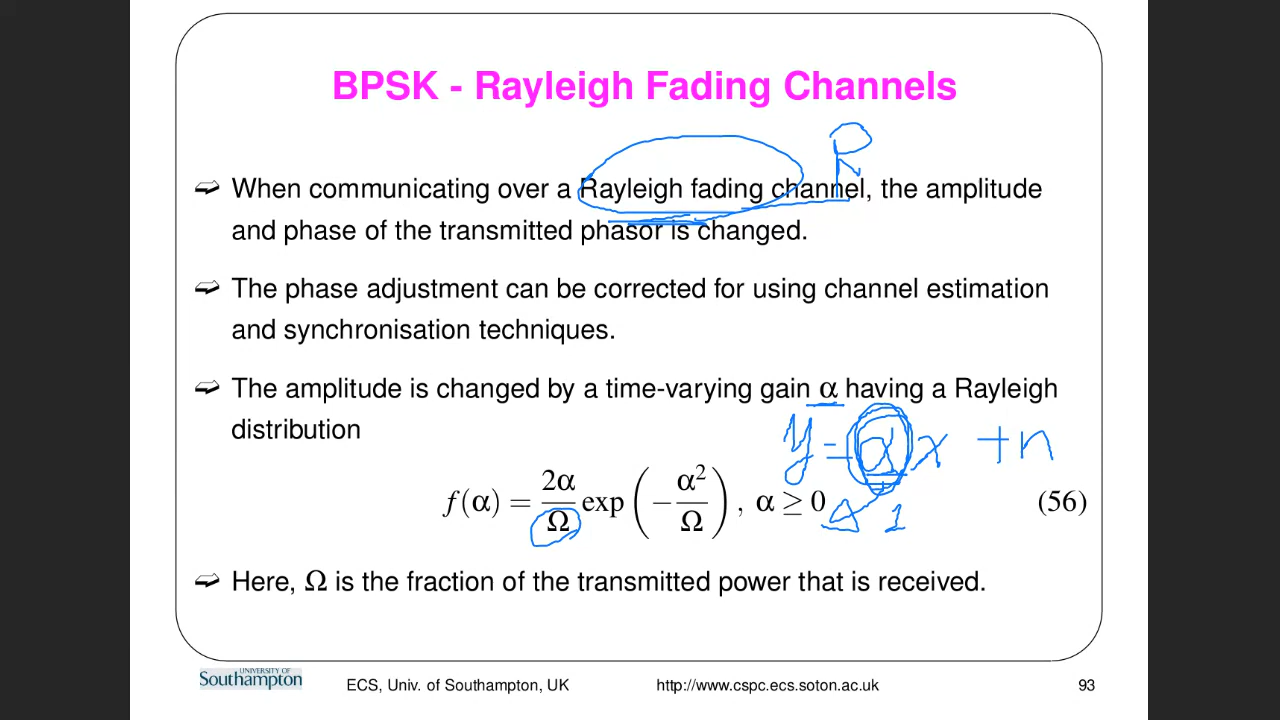 BPSK - Rayleigh Fading Channels
R
➫ When communicating over a Rayleigh fading channel, the amplitude
and phase of the transmitted phasor is changed.
➫ The phase adjustment can be corrected for using channel estimation
and synchronisation techniques.
➫ The amplitude is changed by a time-varying gain α having a Rayleigh
distribution
y = αx + n
f(α) = 2α/Ω exp(−α²/Ω), α ≥ 0 (56)
1
➫ Here, Ω is the fraction of the transmitted power that is received.
UNIVERSITY OF
Southampton
ECS, Univ. of Southampton, UK http://www.cspc.ecs.soton.ac.uk 93